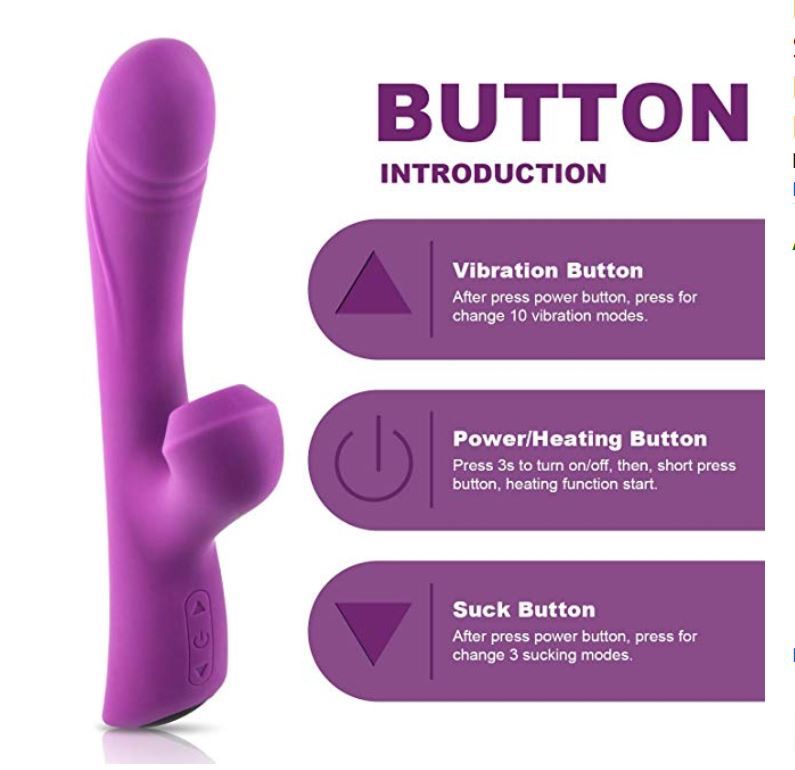 BUTTON
INTRODUCTION
Vibration Button
After press power button, press for
change 10 vibration modes.
Power/Heating Button
Press 3s to turn on/off, then, short press
button, heating function start.
Suck Button
After press power button, press for
change 3 sucking modes.